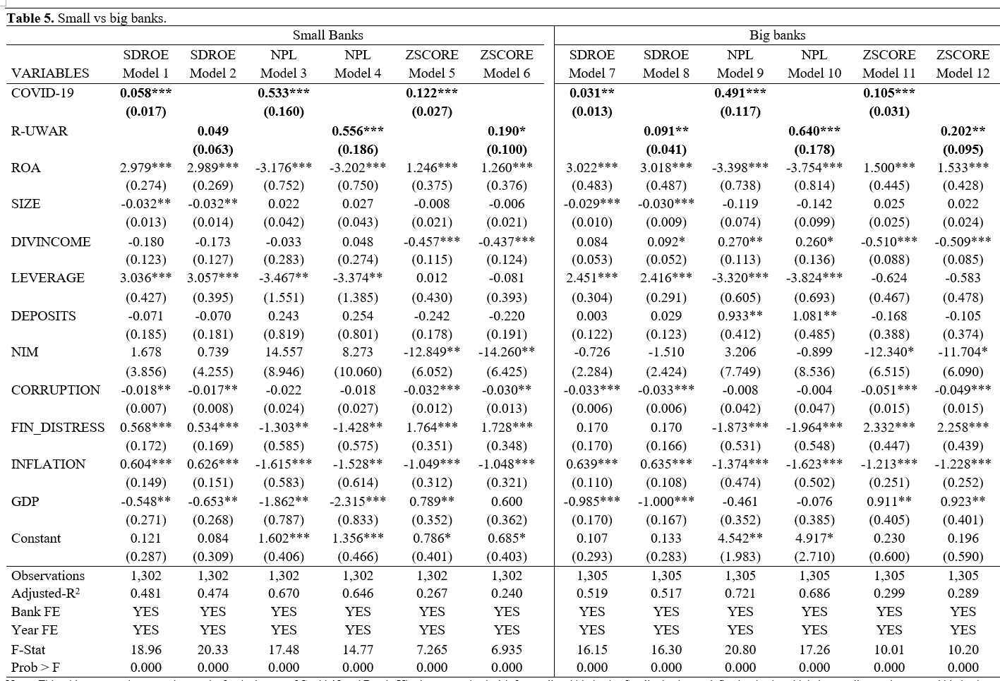 Table 5. Small vs big banks.
Small Banks Big banks
SDROE SDROE NPL NPL ZSCORE ZSCORE SDROE SDROE NPL NPL ZSCORE ZSCORE
VARIABLES Model 1 Model 2 Model 3 Model 4 Model 5 Model 6 Model 7 Model 8 Model 9 Model 10 Model 11 Model 12
COVID-19 0.058*** 0.533*** 0.122*** 0.031** 0.491*** 0.105***
(0.017) (0.160) (0.027) (0.013) (0.117) (0.031)
R-UWAR 0.049 0.556*** 0.190* 0.091** 0.640*** 0.202**
(0.063) (0.186) (0.100) (0.041) (0.178) (0.095)
ROA 2.979*** 2.989*** -3.176*** -3.202*** 1.246*** 1.260*** 3.022*** 3.018*** -3.398*** -3.754*** 1.500*** 1.533***
(0.274) (0.269) (0.752) (0.750) (0.375) (0.376) (0.483) (0.487) (0.738) (0.814) (0.445) (0.428)
SIZE -0.032** -0.032** 0.022 0.027 -0.008 -0.006 -0.029*** -0.030*** -0.119 -0.142 0.025 0.022
(0.013) (0.014) (0.042) (0.043) (0.021) (0.021) (0.010) (0.009) (0.074) (0.099) (0.025) (0.024)
DIVINCOME -0.180 -0.173 -0.033 0.048 -0.457*** -0.437*** 0.084 0.092* 0.270** 0.260* -0.510*** -0.509***
(0.123) (0.127) (0.283) (0.274) (0.115) (0.124) (0.053) (0.052) (0.113) (0.136) (0.088) (0.085)
LEVERAGE 3.036*** 3.057*** -3.467** -3.374** 0.012 -0.081 2.451*** 2.416*** -3.320*** -3.824*** -0.624 -0.583
(0.427) (0.395) (1.551) (1.385) (0.430) (0.393) (0.304) (0.291) (0.605) (0.693) (0.467) (0.478)
DEPOSITS -0.071 -0.070 0.243 0.254 -0.242 -0.220 0.003 0.029 0.933** 1.081** -0.168 -0.105
(0.185) (0.181) (0.819) (0.801) (0.178) (0.191) (0.122) (0.123) (0.412) (0.485) (0.388) (0.374)
NIM 1.678 0.739 14.557 8.273 -12.849** -14.260** -0.726 -1.510 3.206 -0.899 -12.340* -11.704*
(3.856) (4.255) (8.946) (10.060) (6.052) (6.425) (2.284) (2.424) (7.749) (8.536) (6.515) (6.090)
CORRUPTION -0.018** -0.017** -0.022 -0.018 -0.032*** -0.030** -0.033*** -0.033*** -0.008 -0.004 -0.051*** -0.049***
(0.007) (0.008) (0.024) (0.027) (0.012) (0.013) (0.006) (0.006) (0.042) (0.047) (0.015) (0.015)
FIN_DISTRESS 0.568*** 0.534*** -1.303** -1.428** 1.764*** 1.728*** 0.170 0.170 -1.873*** -1.964*** 2.332*** 2.258***
(0.172) (0.169) (0.585) (0.575) (0.351) (0.348) (0.170) (0.166) (0.531) (0.548) (0.447) (0.439)
INFLATION 0.604*** 0.626*** -1.615*** -1.528** -1.049*** -1.048*** 0.639*** 0.635*** -1.374*** -1.623*** -1.213*** -1.228***
(0.149) (0.151) (0.583) (0.614) (0.312) (0.321) (0.110) (0.108) (0.474) (0.502) (0.251) (0.252)
GDP -0.548** -0.653** -1.862** -2.315*** 0.789** 0.600 -0.985*** -1.000*** -0.461 -0.076 0.911** 0.923**
(0.271) (0.268) (0.787) (0.833) (0.352) (0.362) (0.170) (0.167) (0.352) (0.385) (0.405) (0.401)
Constant 0.121 0.084 1.602*** 1.356*** 0.786* 0.685* 0.107 0.133 4.542** 4.917* 0.230 0.196
(0.287) (0.309) (0.406) (0.466) (0.401) (0.403) (0.293) (0.283) (1.983) (2.710) (0.600) (0.590)
Observations 1,302 1,302 1,302 1,302 1,302 1,302 1,305 1,305 1,305 1,305 1,305 1,305
Adjusted-R² 0.481 0.474 0.670 0.646 0.267 0.240 0.519 0.517 0.721 0.686 0.299 0.289
Bank FE YES YES YES YES YES YES YES YES YES YES YES YES
Year FE YES YES YES YES YES YES YES YES YES YES YES YES
F-Stat 18.96 20.33 17.48 14.77 7.265 6.935 16.15 16.30 20.80 17.26 10.01 10.20
Prob > F 0.000 0.000 0.000 0.000 0.000 0.000 0.000 0.000 0.000 0.000 0.000 0.000